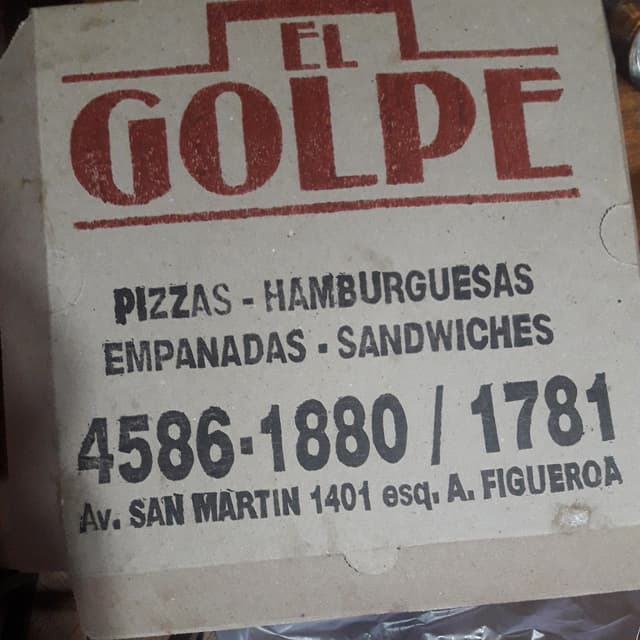 EL
GOLPE
PIZZAS - HAMBURGUESAS
EMPANADAS - SANDWICHES
4586-1880 / 1781
Av. SAN MARTIN 1401 esq. A. FIGUEROA